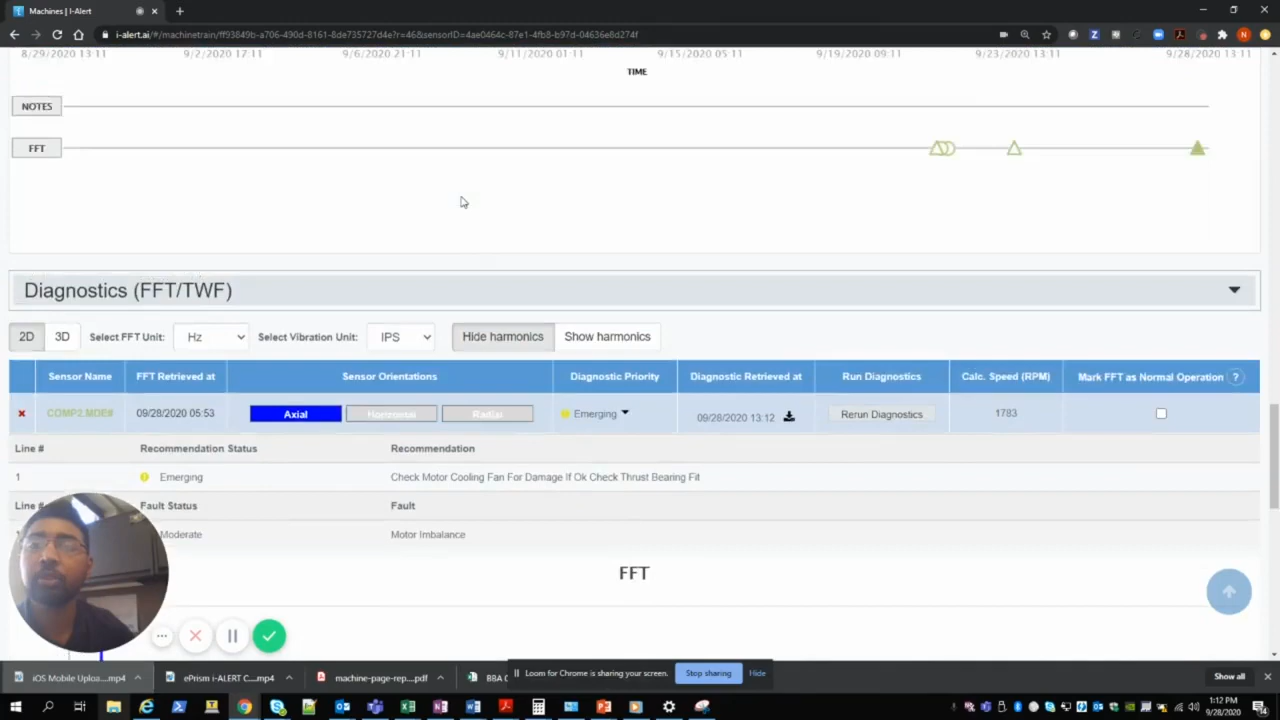 Machines | I-Alert
i-alert.ai/#/machinetrain/ff93849b-a706-490d-8161-8de735727d4e?r=46&sensorID=4ae0464c-87e1-4fb8-b97d-04636e8d274f
8/29/2020 13:11 9/2/2020 17:11 9/6/2020 21:11 9/11/2020 01:11 9/15/2020 05:11 9/19/2020 09:11 9/23/2020 13:11 9/28/2020 13:11
TIME
NOTES
FFT
Diagnostics (FFT/TWF)
2D 3D Select FFT Unit: Hz Select Vibration Unit: IPS Hide harmonics Show harmonics
Sensor Name FFT Retrieved at Sensor Orientations Diagnostic Priority Diagnostic Retrieved at Run Diagnostics Calc. Speed (RPM) Mark FFT as Normal Operation ?
COMP2.MDE# 09/28/2020 05:53 Axial Horizontal Radial Emerging 09/28/2020 13:12 Rerun Diagnostics 1783
Line # Recommendation Status Recommendation
1 Emerging Check Motor Cooling Fan For Damage If Ok Check Thrust Bearing Fit
Line # Fault Status Fault
Moderate Motor Imbalance
FFT
iOS Mobile Uploa....mp4 ePrism i-ALERT C....mp4 machine-page-rep....pdf BBA Loom for Chrome is sharing your screen. Stop sharing Hide Show all
1:12 PM
9/28/2020